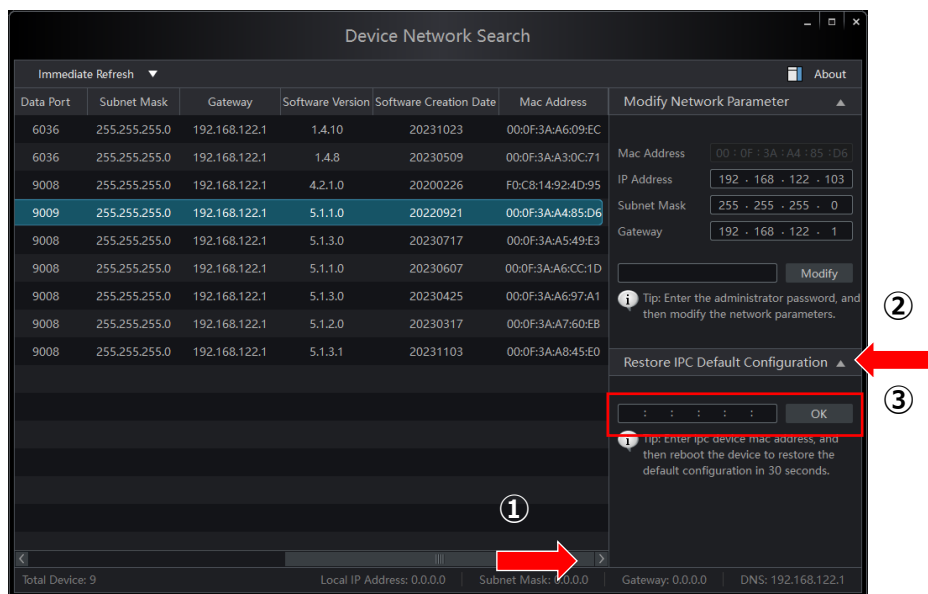 Device Network Search
Immediate Refresh ▼
About
Data Port Subnet Mask Gateway Software Version Software Creation Date Mac Address
6036 255.255.255.0 192.168.122.1 1.4.10 20231023 00:0F:3A:A6:09:EC
6036 255.255.255.0 192.168.122.1 1.4.8 20230509 00:0F:3A:A3:0C:71
9008 255.255.255.0 192.168.122.1 4.2.1.0 20200226 F0:C8:14:92:4D:95
9009 255.255.255.0 192.168.122.1 5.1.1.0 20220921 00:0F:3A:A4:85:D6
9008 255.255.255.0 192.168.122.1 5.1.3.0 20230717 00:0F:3A:A5:49:E3
9008 255.255.255.0 192.168.122.1 5.1.1.0 20230607 00:0F:3A:A6:CC:1D
9008 255.255.255.0 192.168.122.1 5.1.3.0 20230425 00:0F:3A:A6:97:A1
9008 255.255.255.0 192.168.122.1 5.1.2.0 20230317 00:0F:3A:A7:60:EB
9008 255.255.255.0 192.168.122.1 5.1.3.1 20231103 00:0F:3A:A8:45:E0
Modify Network Parameter ▲
Mac Address 00 : 0F : 3A : A4 : 85 : D6
IP Address 192 . 168 . 122 . 103
Subnet Mask 255 . 255 . 255 . 0
Gateway 192 . 168 . 122 . 1
Modify
Tip: Enter the administrator password, and
then modify the network parameters.
②
Restore IPC Default Configuration ▲
③
: : : : : OK
Tip: Enter ipc device mac address, and
then reboot the device to restore the
default configuration in 30 seconds.
①
Total Device: 9 Local IP Address: 0.0.0.0 Subnet Mask: 0.0.0.0 Gateway: 0.0.0.0 DNS: 192.168.122.1